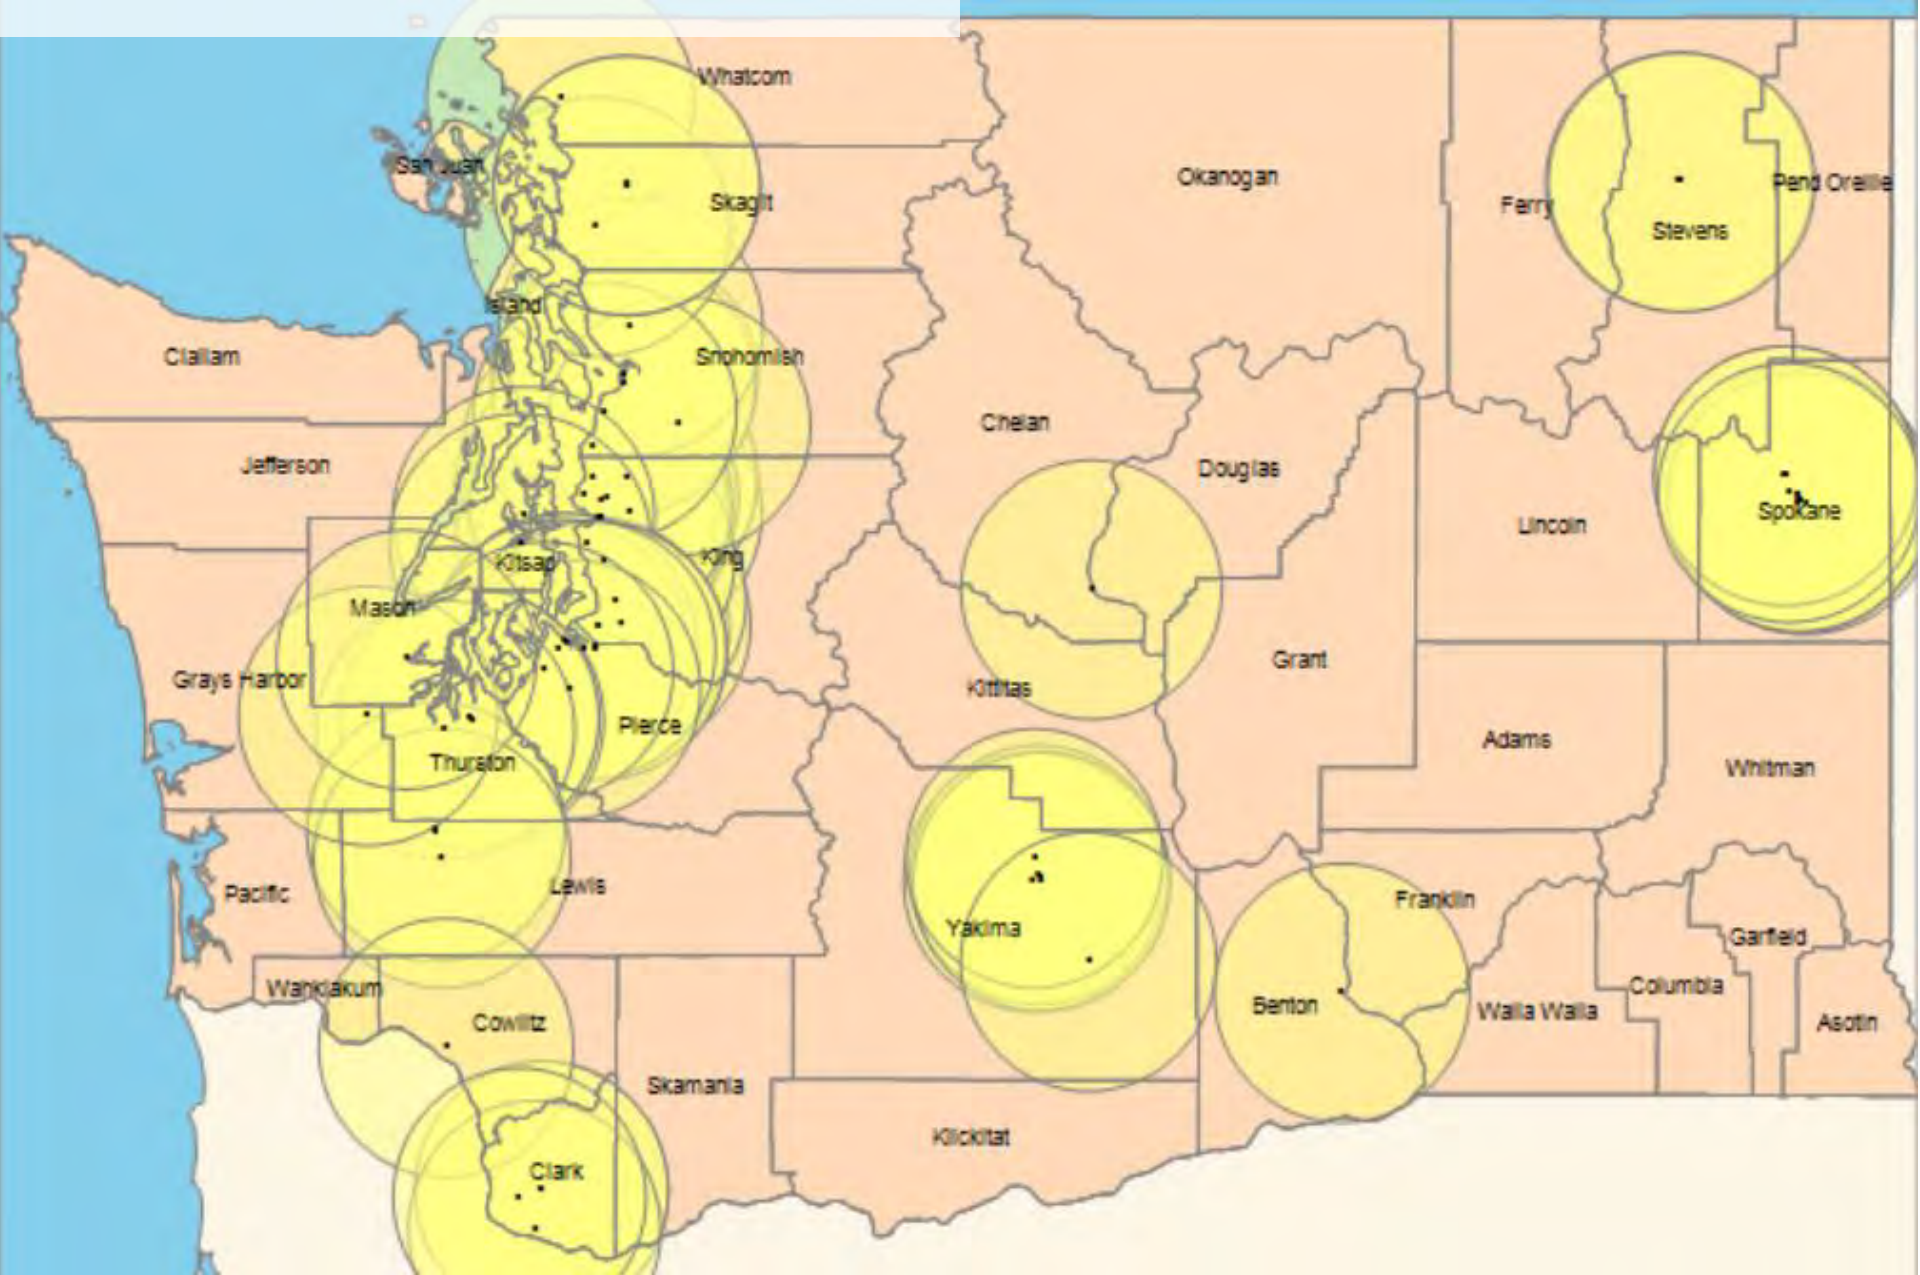 Whatcom
San Juan
Okanogan
Skagit
Ferry
Pend Oreille
Stevens
Island
Clallam
Snohomish
Chelan
Jefferson
Douglas
Spokane
Lincoln
King
Kitsap
Mason
Grant
Grays Harbor
Kittitas
Pierce
Adams
Thurston
Whitman
Lewis
Pacific
Franklin
Yakima
Garfield
Wahkiakum
Columbia
Benton
Walla Walla
Cowlitz
Asotin
Skamania
Klickitat
Clark